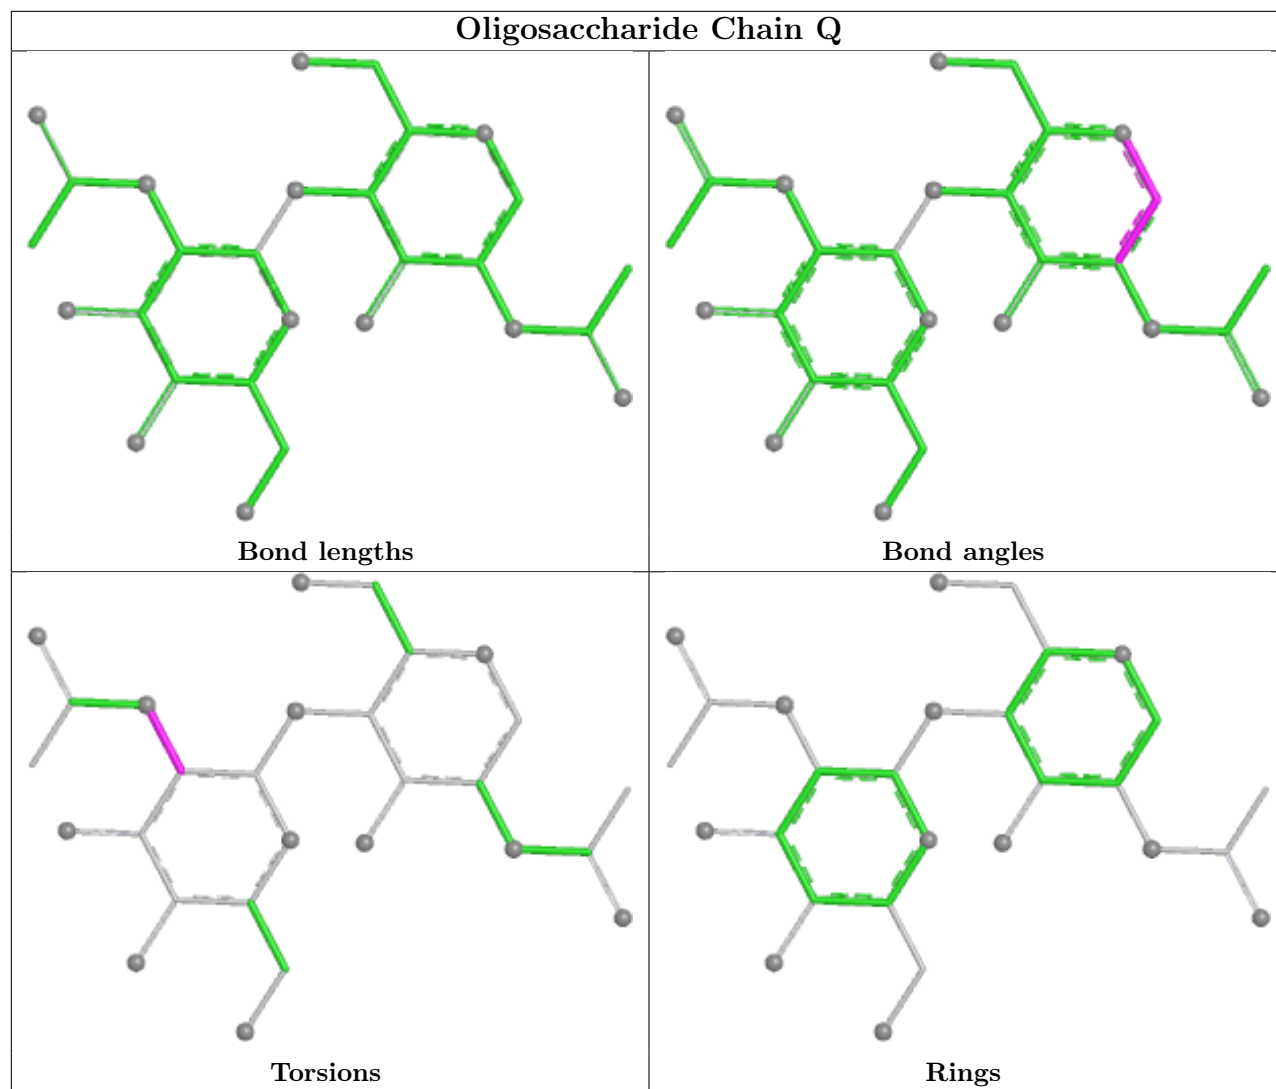 Oligosaccharide Chain Q
Bond lengths
Bond angles
Torsions
Rings